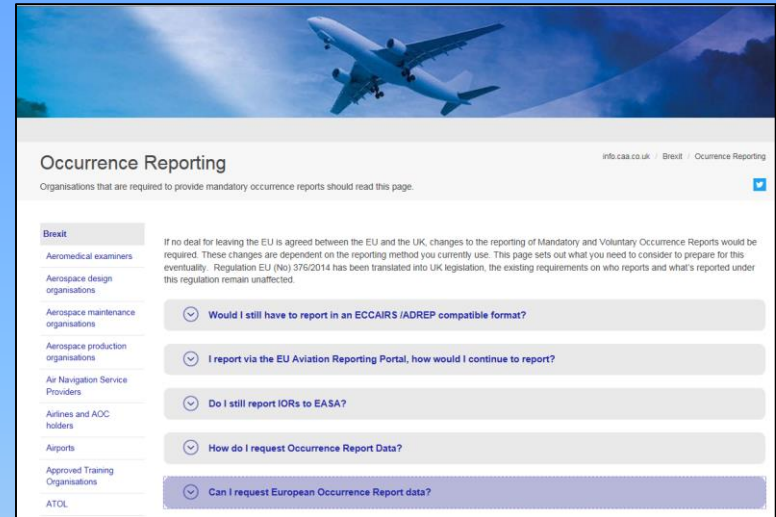 Occurrence Reporting
info.caa.co.uk / Brexit / Ocurrence Reporting
Organisations that are required to provide mandatory occurrence reports should read this page.
Brexit
Aeromedical examiners
Aerospace design
organisations
Aerospace maintenance
organisations
Aerospace production
organisations
Air Navigation Service
Providers
Airlines and AOC
holders
Airports
Approved Training
Organisations
ATOL
If no deal for leaving the EU is agreed between the EU and the UK, changes to the reporting of Mandatory and Voluntary Occurrence Reports would be
required. These changes are dependent on the reporting method you currently use. This page sets out what you need to consider to prepare for this
eventuality. Regulation EU (No) 376/2014 has been translated into UK legislation, the existing requirements on who reports and what's reported under
this regulation remain unaffected.
Would I still have to report in an ECCAIRS /ADREP compatible format?
I report via the EU Aviation Reporting Portal, how would I continue to report?
Do I still report IORs to EASA?
How do I request Occurrence Report Data?
Can I request European Occurrence Report data?